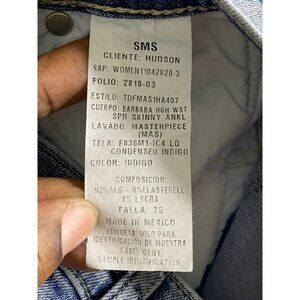 SMS
CLIENTE: HUDSON
SAP: WOMEN11042020-3
FOLIO: 2818-03
ESTILO: TDFMAS1HA407
CUERPO: BARBARA HGH WST
SPR SKINNY ANKL
LAVADO: MASTERPIECE
(MAS)
TELA: F836M1-IC4 LQ
CONDENSED INDIGO
COLOR: INDIGO
COMPOSICION:
93%ALG - 6%ELASTERELL
1% LYCRA
TALLA: 25
MADE IN MEXICO
ETIQUETA SOLO PARA
IDENTIFICACION DE MUESTRA
LABEL ONLY
SAMPLE IDENTIFICATION